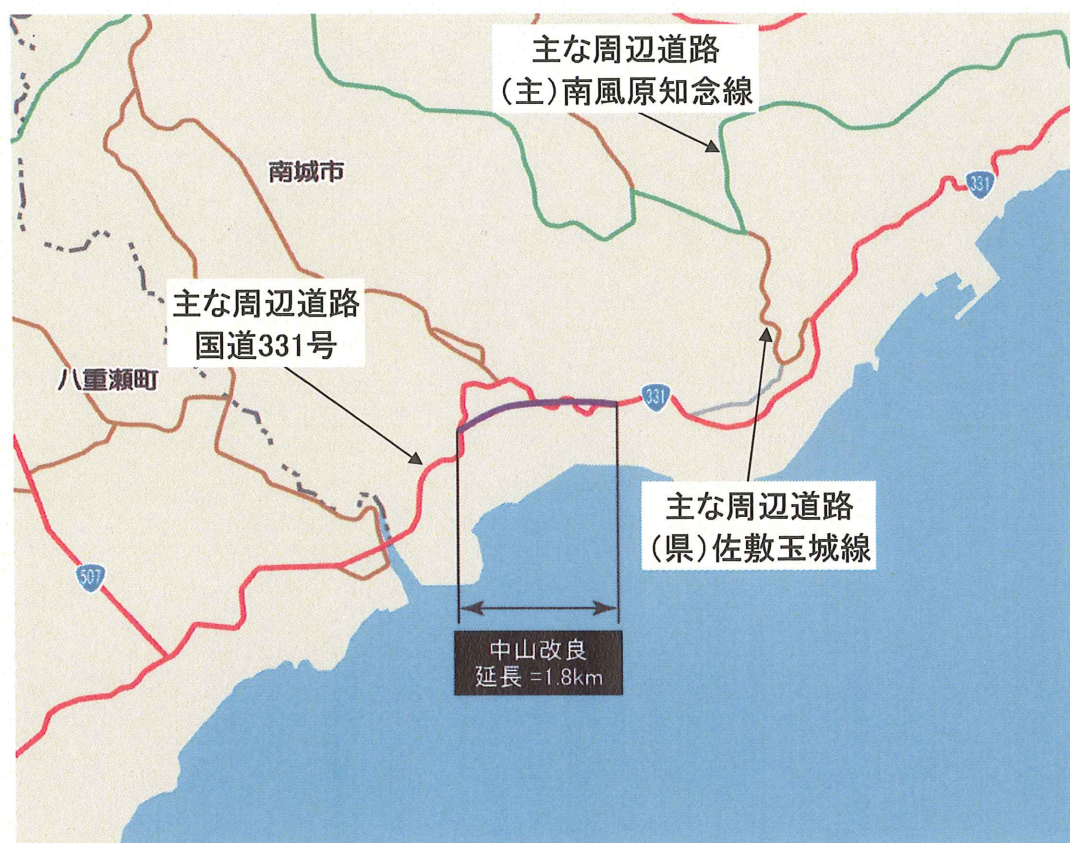 主な周辺道路
(主)南風原知念線
南城市
331
主な周辺道路
国道331号
八重瀬町
331
主な周辺道路
(県)佐敷玉城線
507
中山改良
延長=1.8km